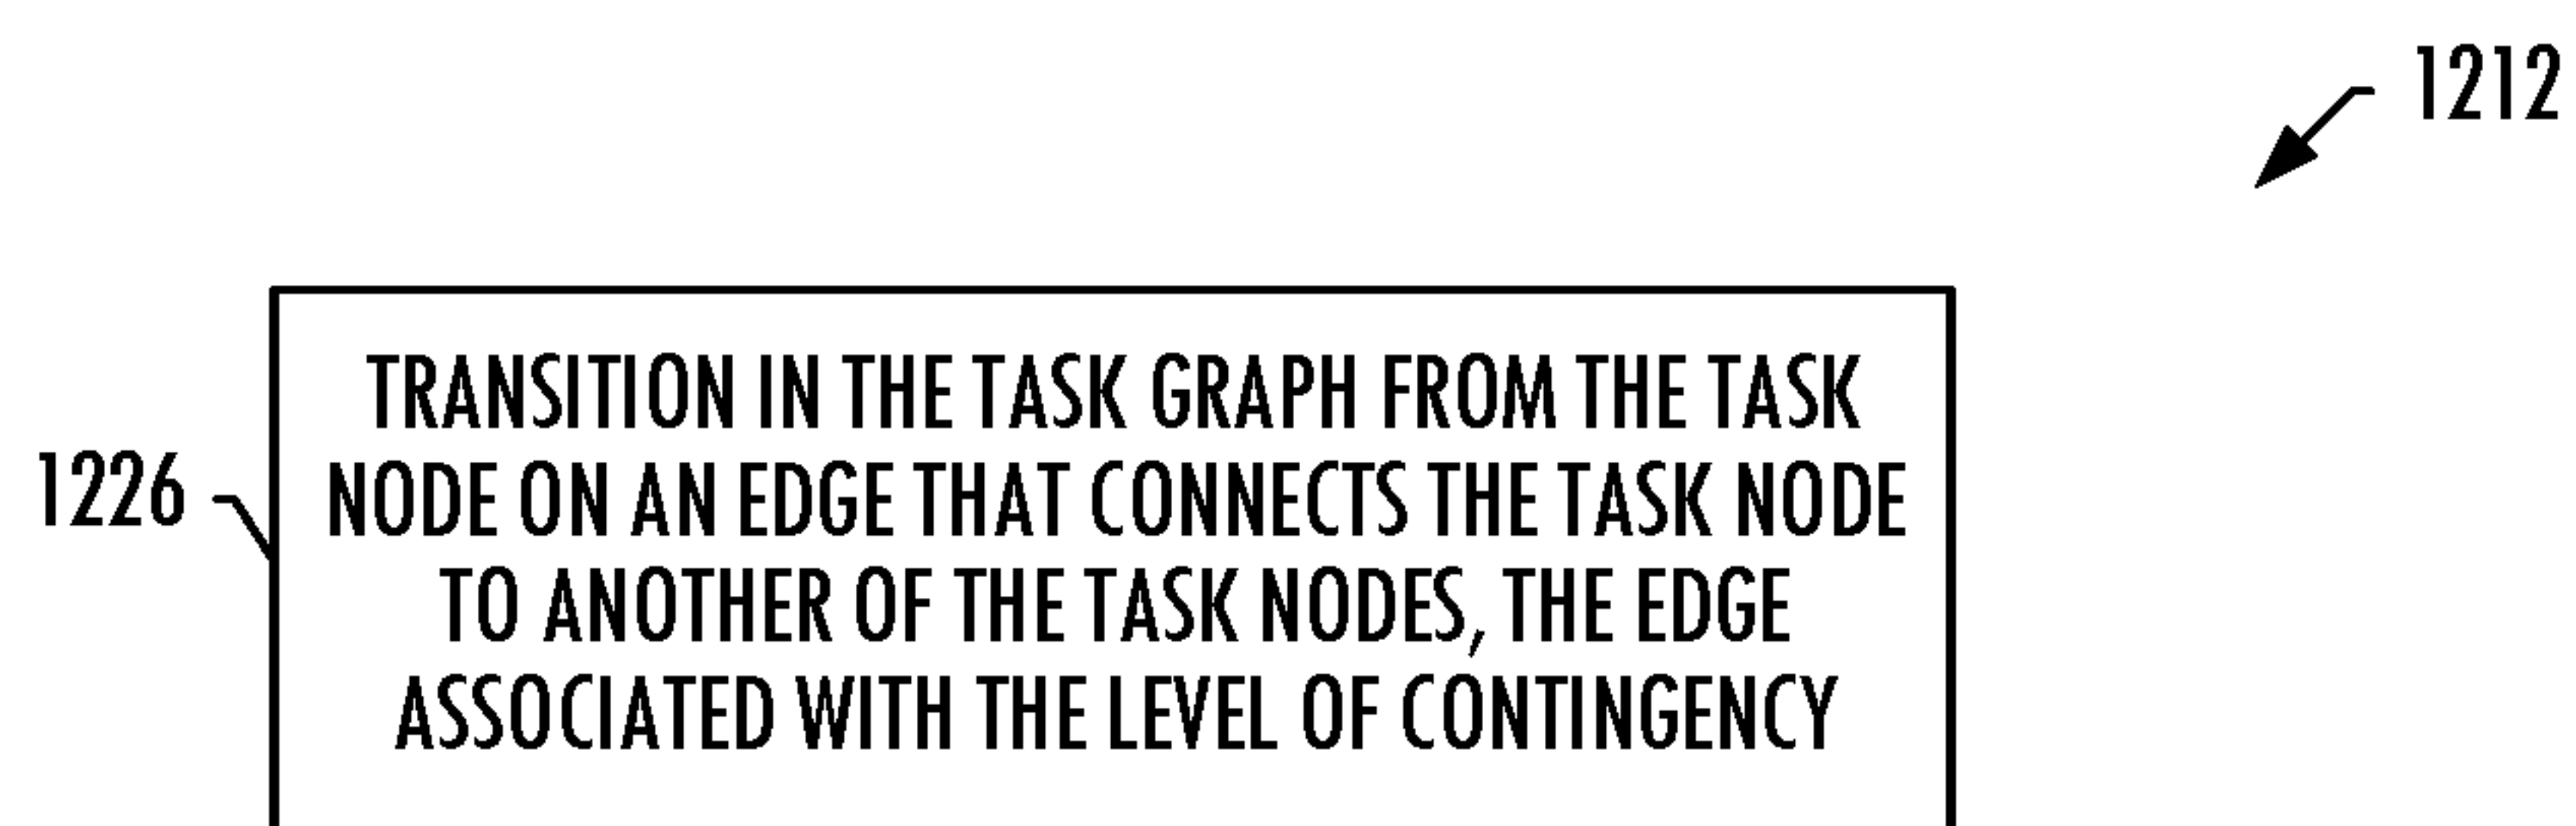 1212
TRANSITION IN THE TASK GRAPH FROM THE TASK
1226
NODE ON AN EDGE THAT CONNECTS THE TASK NODE
TO ANOTHER OF THE TASK NODES, THE EDGE
ASSOCIATED WITH THE LEVEL OF CONTINGENCY